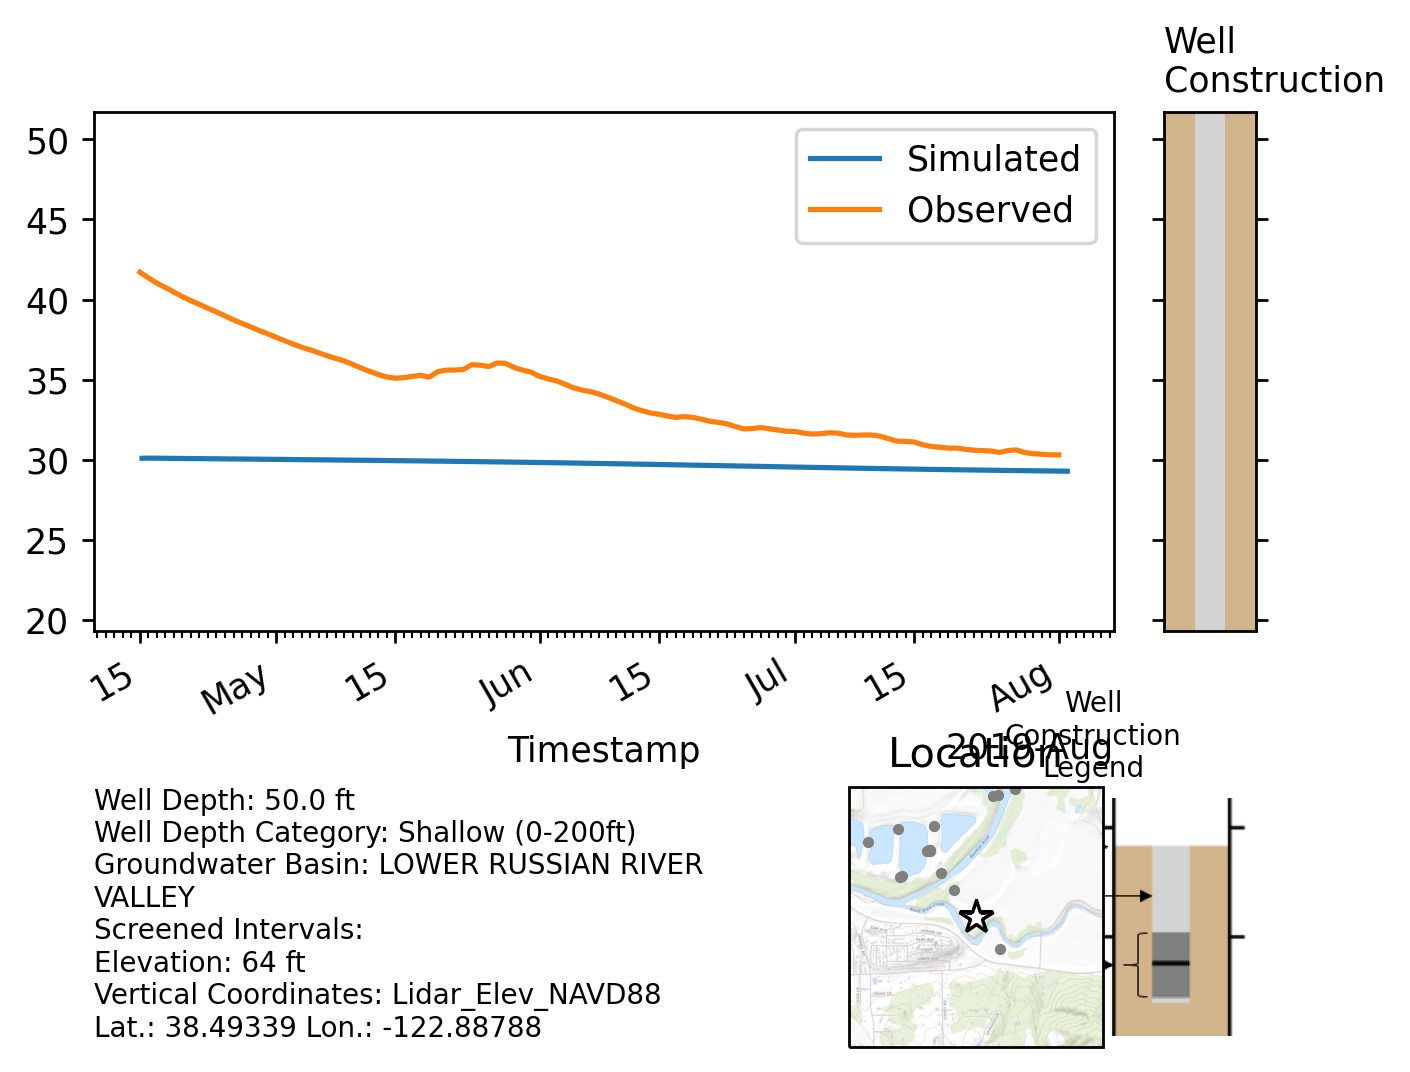 Well
Construction
50
45
40
35
30
25
20
Simulated
Observed
15
May
15
Jun
15
Jul
15
Aug
Timestamp
2019-Aug
Well
Construction
Legend
Location
Well Depth: 50.0 ft
Well Depth Category: Shallow (0-200ft)
Groundwater Basin: LOWER RUSSIAN RIVER
VALLEY
Screened Intervals:
Elevation: 64 ft
Vertical Coordinates: Lidar_Elev_NAVD88
Lat.: 38.49339 Lon.: -122.88788